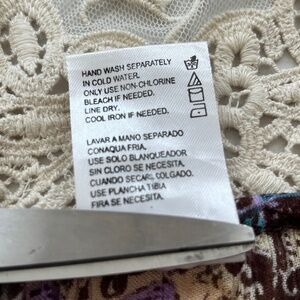 HAND WASH SEPARATELY
IN COLD WATER.
ONLY USE NON-CHLORINE
BLEACH IF NEEDED.
LINE DRY.
COOL IRON IF NEEDED.
LAVAR A MANO SEPARADO
CONAQUA FRIA.
USE SOLO BLANQUEADOR
SIN CLORO SE NECESITA.
CUANDO SECAR, COLGADO.
USE PLANCHA TIBIA
FIRA SE NECESITA.